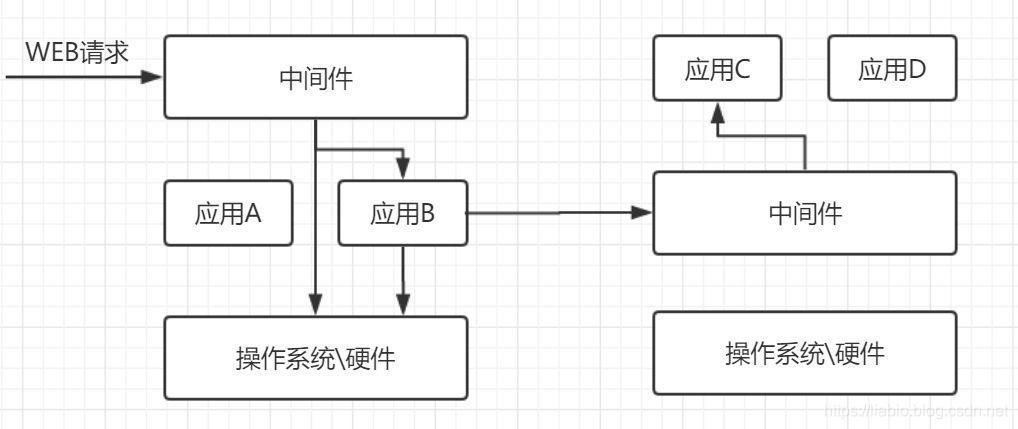 WEB请求
中间件
应用A
应用B
操作系统\硬件
应用C
应用D
中间件
操作系统\硬件
https://liabio.blog.csdn.net